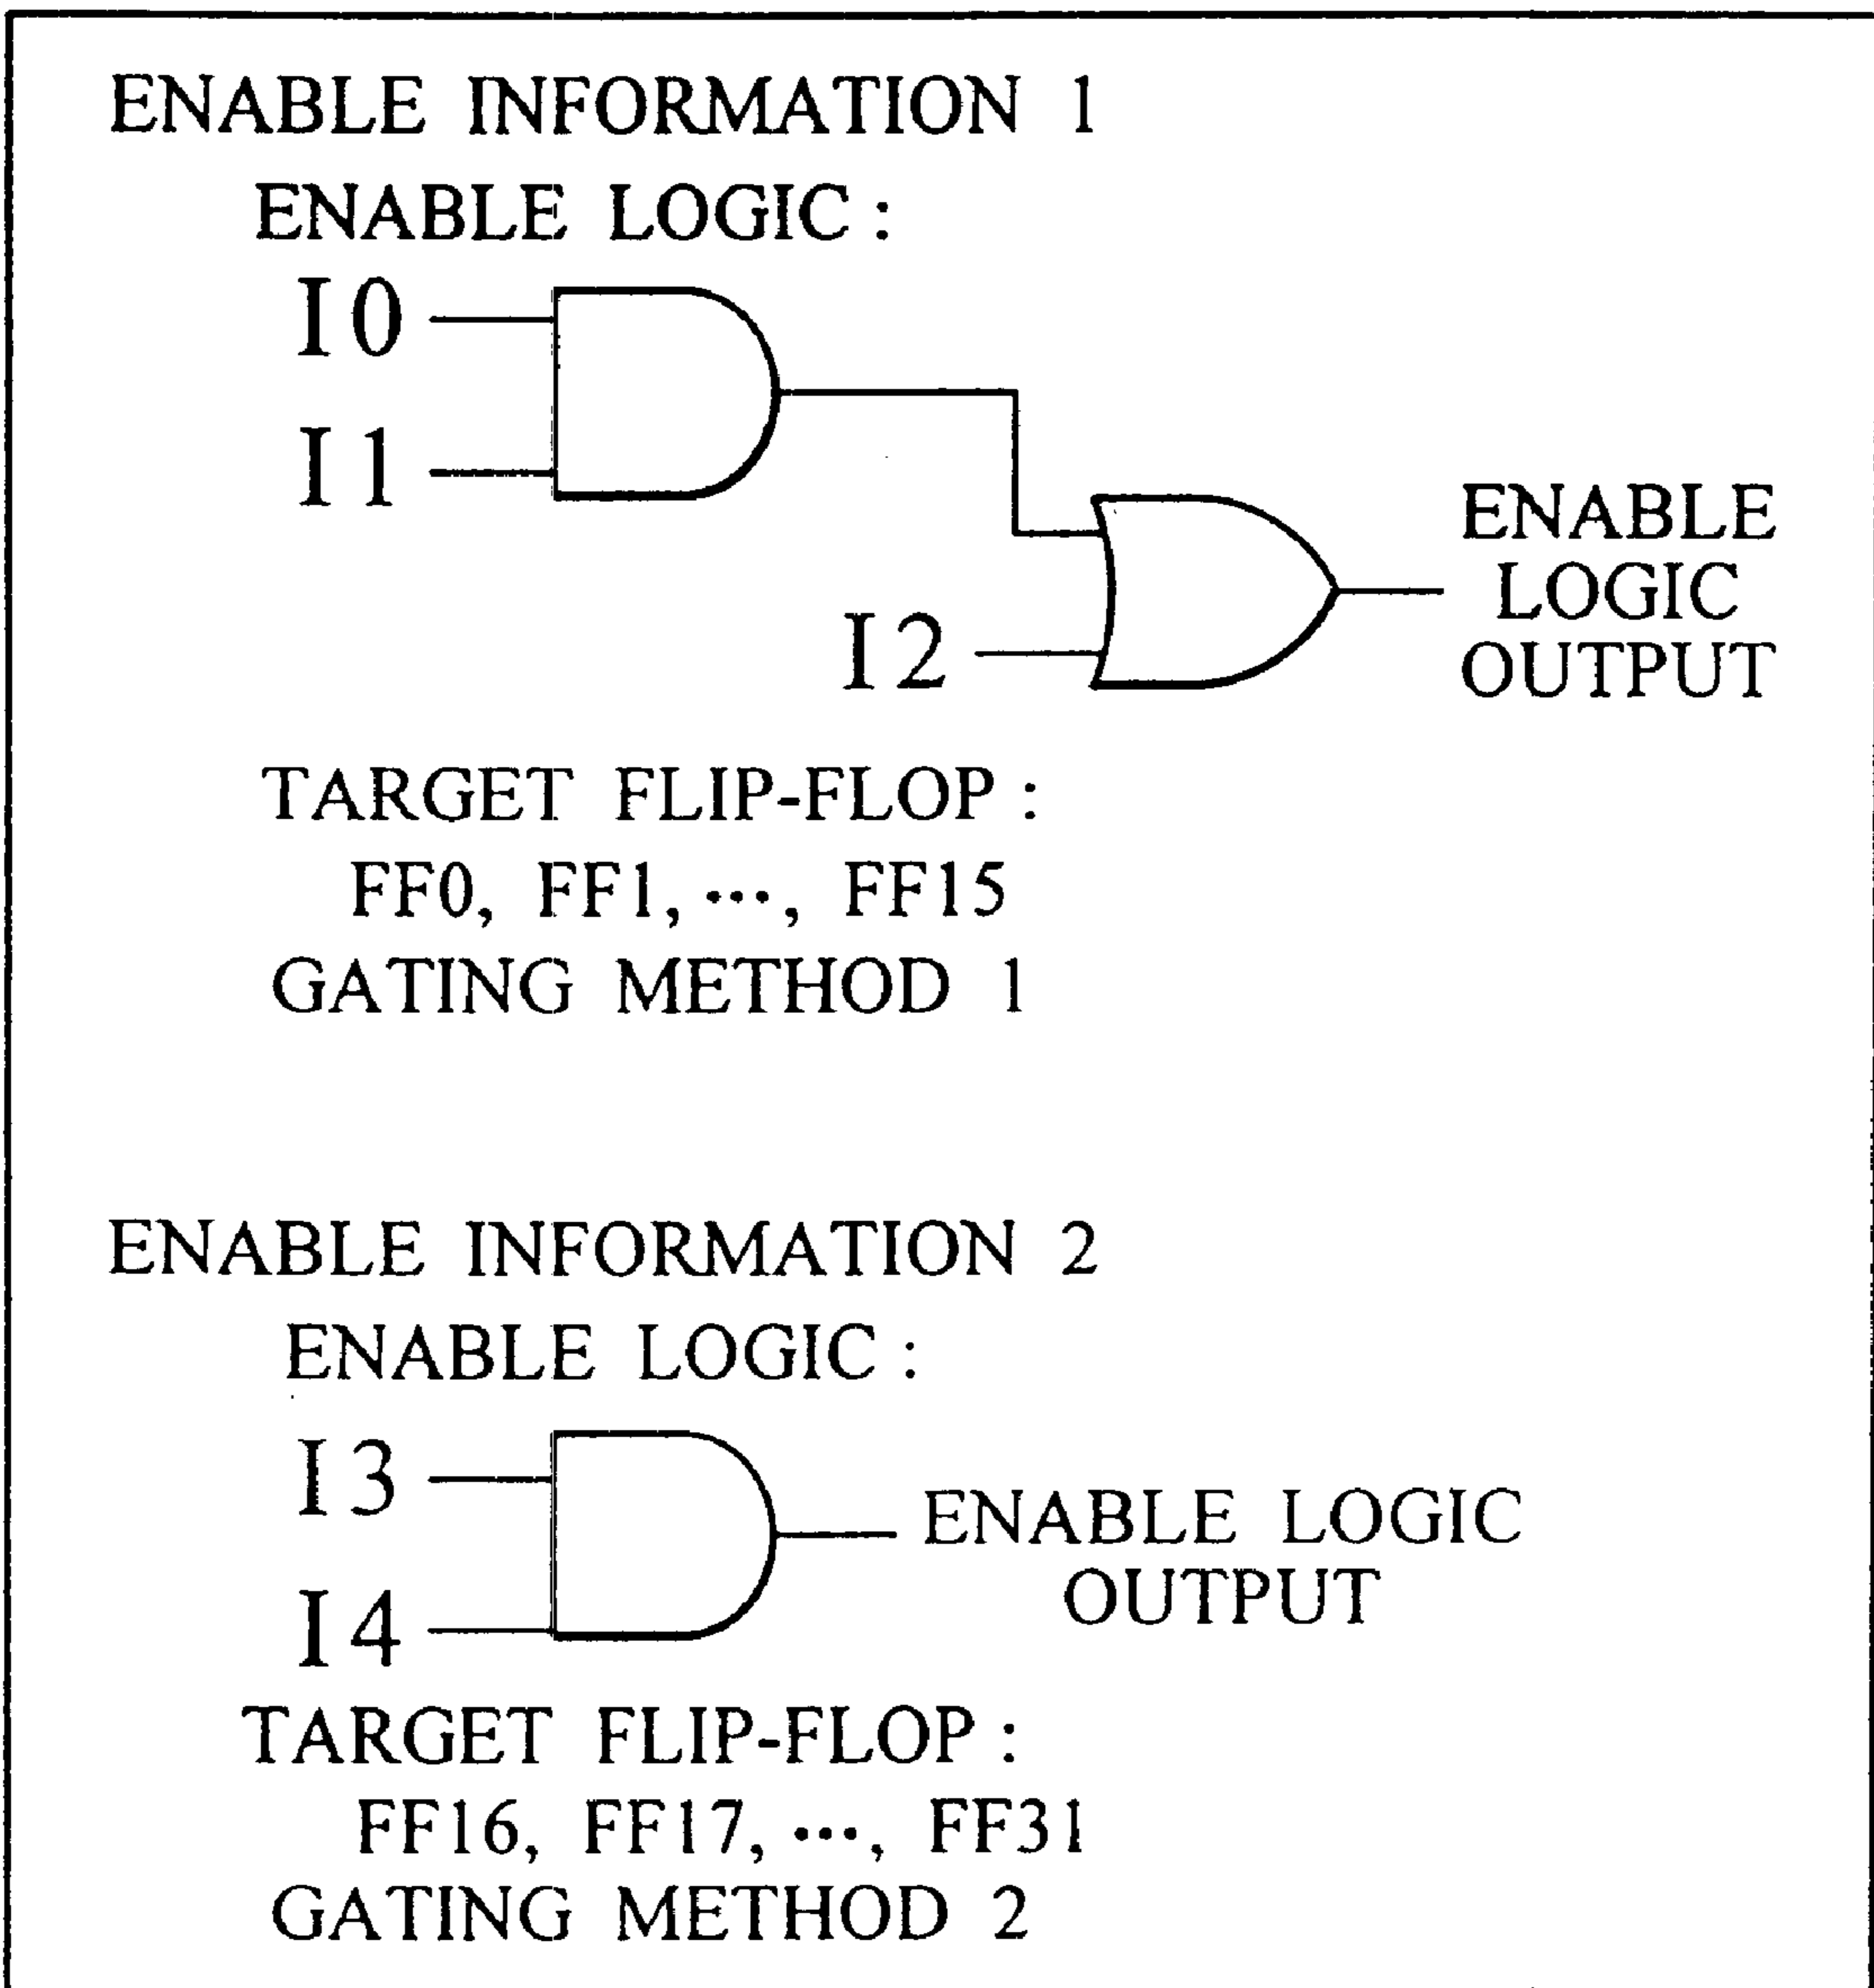 ENABLE INFORMATION 1
ENABLE LOGIC :
I0
I1
I2
ENABLE
LOGIC
OUTPUT
TARGET FLIP-FLOP :
FF0, FF1, ···, FF15
GATING METHOD 1
ENABLE INFORMATION 2
ENABLE LOGIC :
I3
I4
ENABLE LOGIC
OUTPUT
TARGET FLIP-FLOP :
FF16, FF17, ···, FF31
GATING METHOD 2